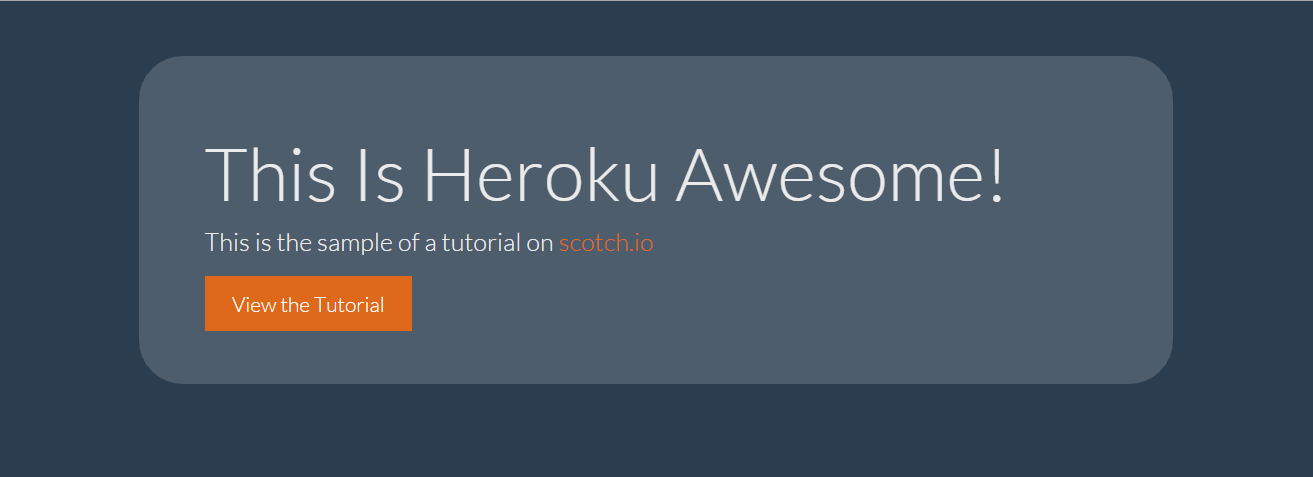 This Is Heroku Awesome!
This is the sample of a tutorial on scotch.io
View the Tutorial